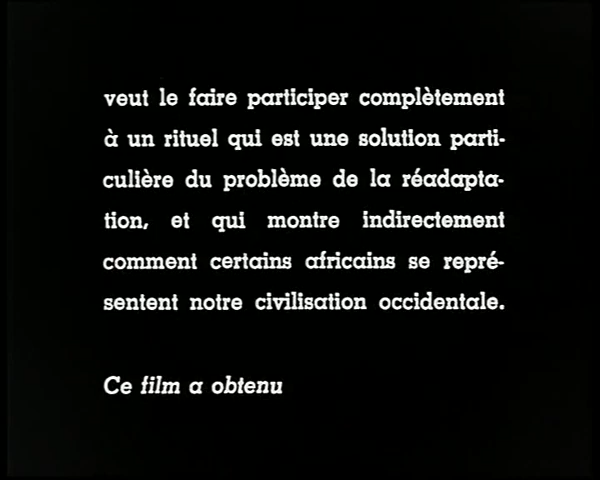 veut le faire participer complètement
à un rituel qui est une solution parti-
culière du problème de la réadapta-
tion, et qui montre indirectement
comment certains africains se repré-
sentent notre civilisation occidentale.
Ce film a obtenu